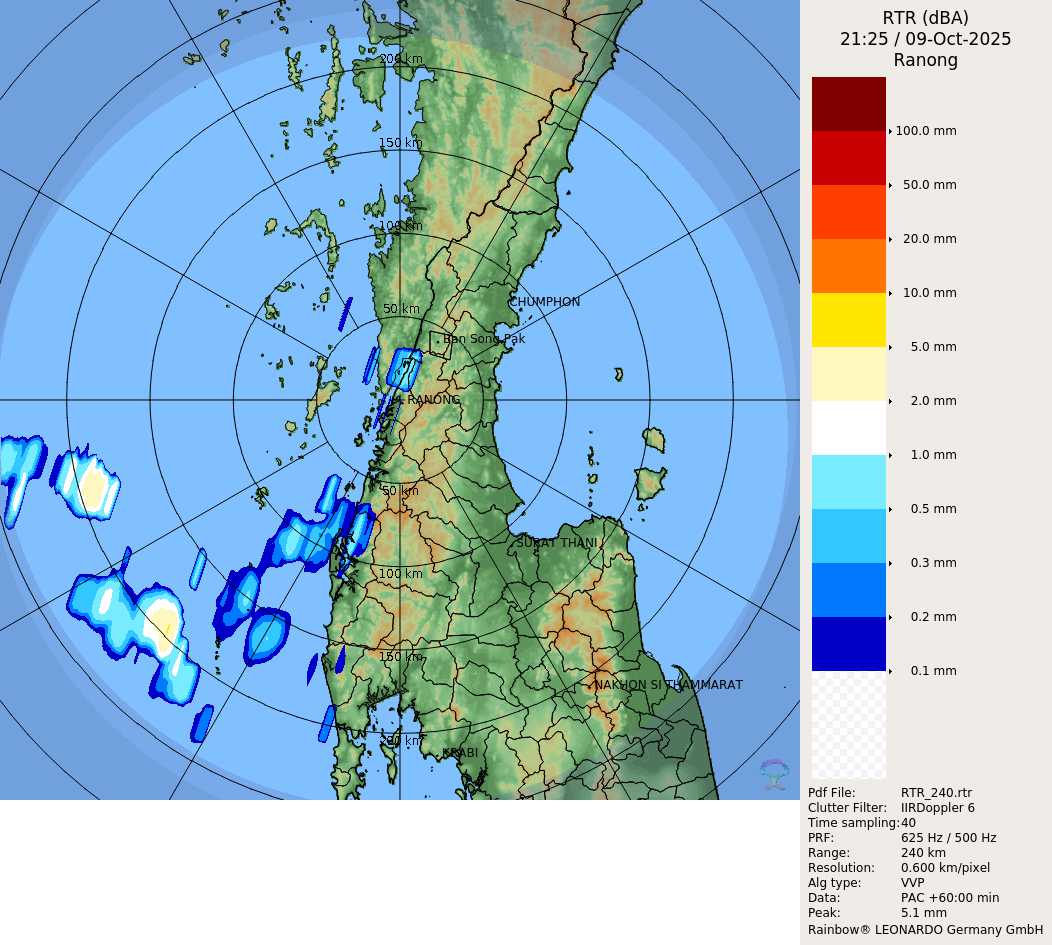 RTR (dBA)
21:25 / 09-Oct-2025
Ranong
200 km
150 km
100 km
50 km
CHUMPHON
Ban Song Pak
RANONG
50 km
SURAT THANI
100 km
150 km
NAKHON SI THAMMARAT
200 km
KRABI
100.0 mm
50.0 mm
20.0 mm
10.0 mm
5.0 mm
2.0 mm
1.0 mm
0.5 mm
0.3 mm
0.2 mm
0.1 mm
Pdf File: RTR_240.rtr
Clutter Filter: IIRDoppler 6
Time sampling:40
PRF: 625 Hz / 500 Hz
Range: 240 km
Resolution: 0.600 km/pixel
Alg type: VVP
Data: PAC +60:00 min
Peak: 5.1 mm
Rainbow® LEONARDO Germany GmbH